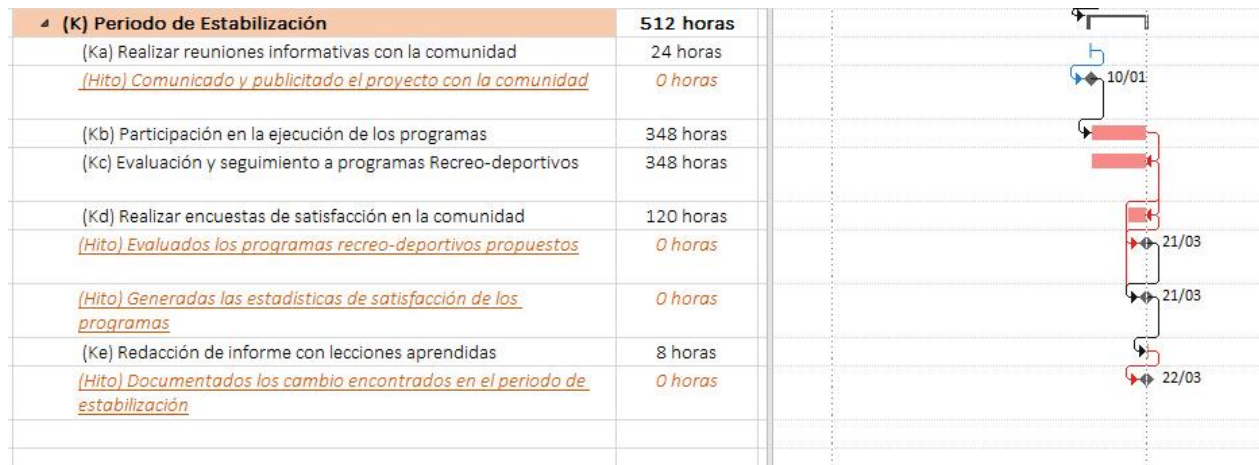 (K) Periodo de Estabilización 512 horas
(Ka) Realizar reuniones informativas con la comunidad 24 horas
(Hito) Comunicado y publicitado el proyecto con la comunidad 0 horas 10/01
(Kb) Participación en la ejecución de los programas 348 horas
(Kc) Evaluación y seguimiento a programas Recreo-deportivos 348 horas
(Kd) Realizar encuestas de satisfacción en la comunidad 120 horas
(Hito) Evaluados los programas recreo-deportivos propuestos 0 horas 21/03
(Hito) Generadas las estadísticas de satisfacción de los 0 horas 21/03
programas
(Ke) Redacción de informe con lecciones aprendidas 8 horas
(Hito) Documentados los cambio encontrados en el periodo de 0 horas 22/03
estabilización